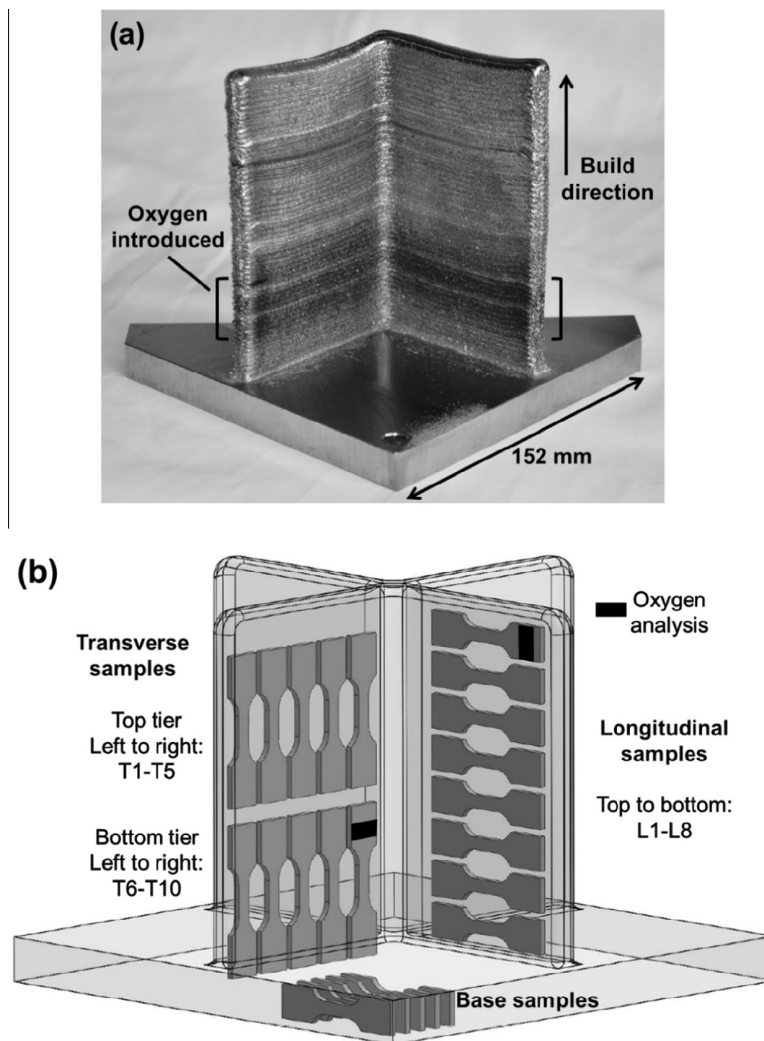 (a)
Build
direction
Oxygen
introduced
152 mm
(b)
Oxygen
analysis
Transverse
samples
Top tier
Left to right:
T1-T5
Longitudinal
samples
Top to bottom:
L1-L8
Bottom tier
Left to right:
T6-T10
Base samples